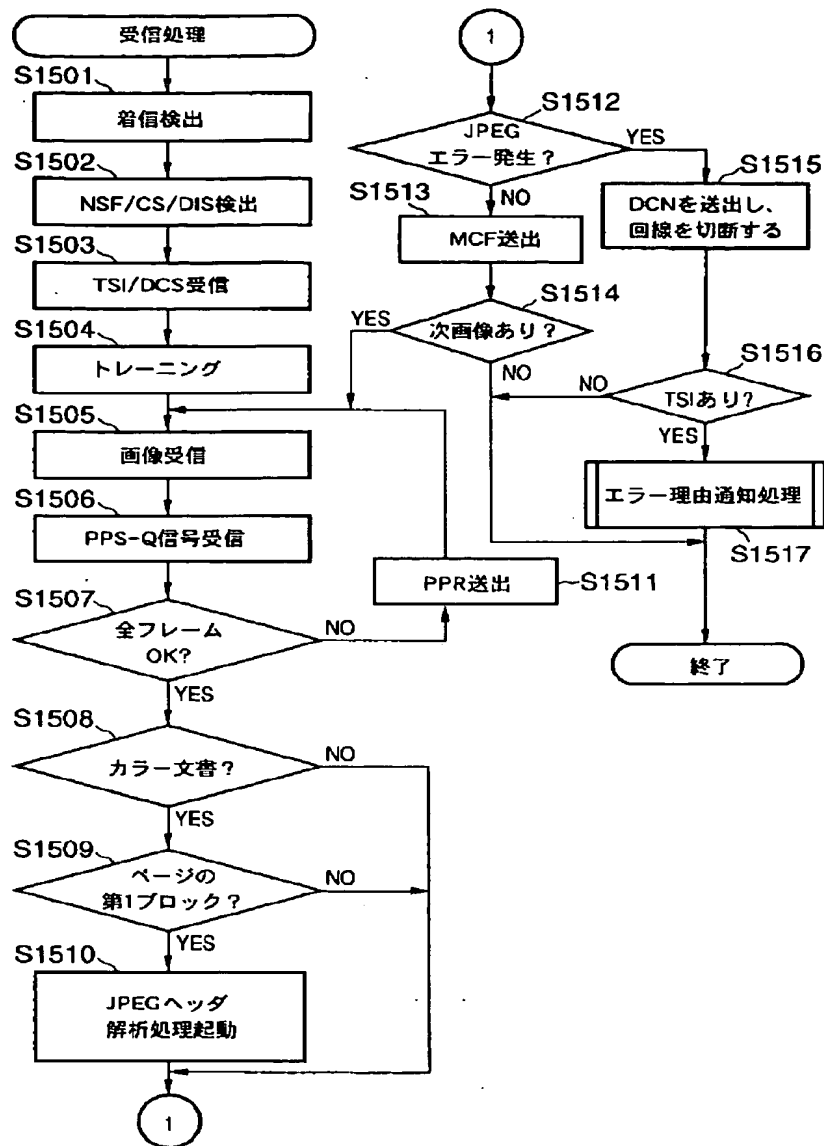 受信処理
S1501
着信検出
S1502
NSF/CS/DIS検出
S1503
TSI/DCS受信
S1504
トレーニング
S1505
画像受信
S1506
PPS-Q信号受信
S1507
全フレーム
OK?
NO
YES
S1508
カラー文書?
NO
YES
S1509
ページの
第1ブロック?
NO
YES
S1510
JPEGヘッダ
解析処理起動
1
1
S1512
JPEG
エラー発生?
YES
NO
S1513
MCF送出
S1514
次画像あり?
YES
NO
PPR送出
S1511
S1515
DCNを送出し、
回線を切断する
S1516
TSIあり?
NO
YES
エラー理由通知処理
S1517
終了